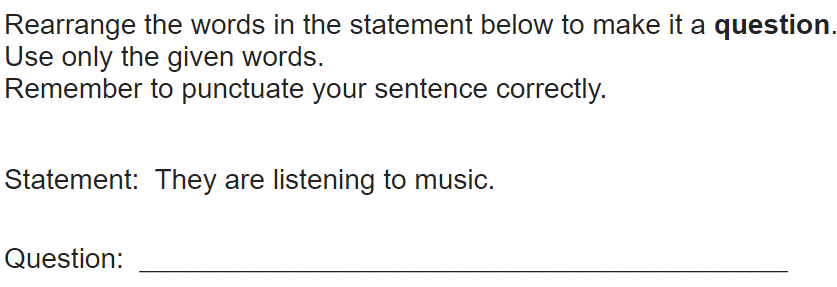 Rearrange the words in the statement below to make it a question.
Use only the given words.
Remember to punctuate your sentence correctly.
Statement: They are listening to music.
Question: ________________________________________